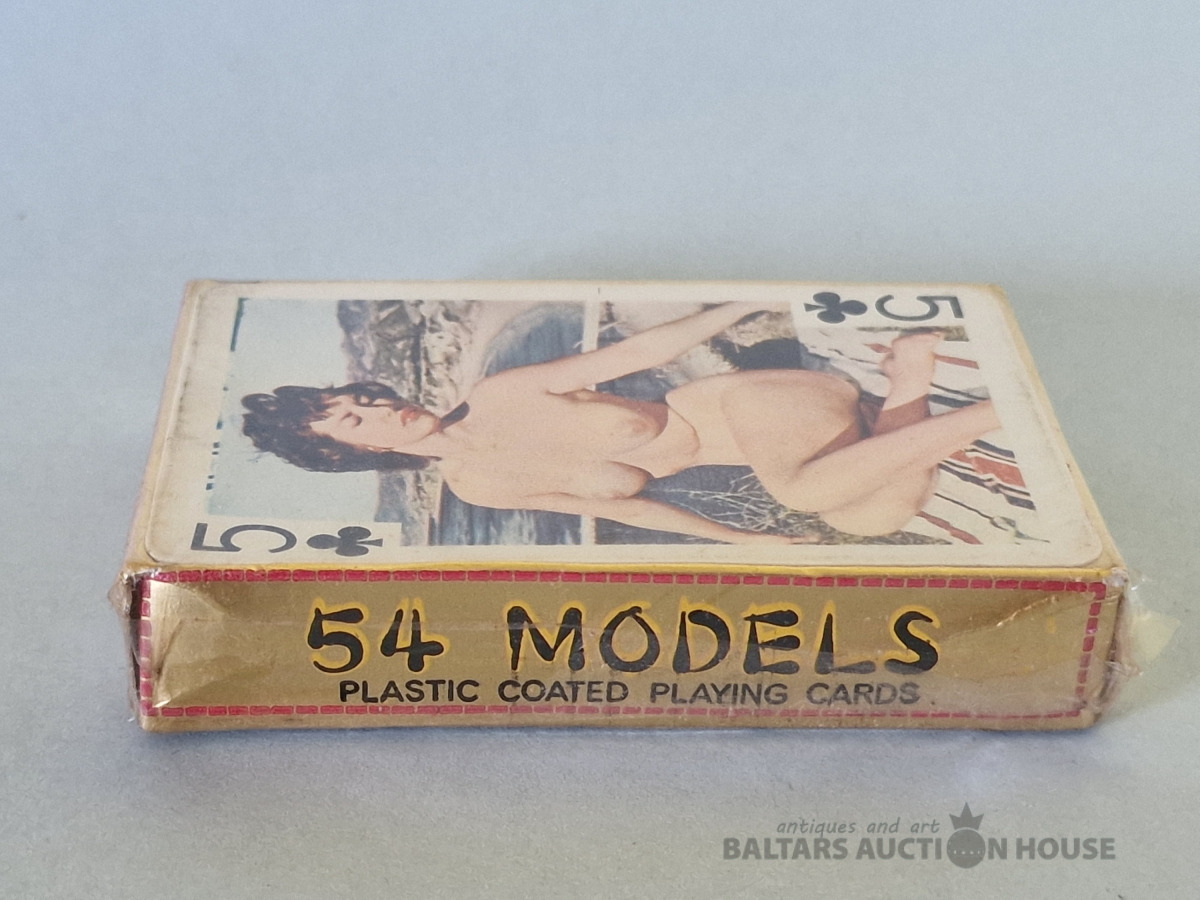 5
5
54 MODELS
PLASTIC COATED PLAYING CARDS.
antiques and art
BALTARS AUCTION HOUSE